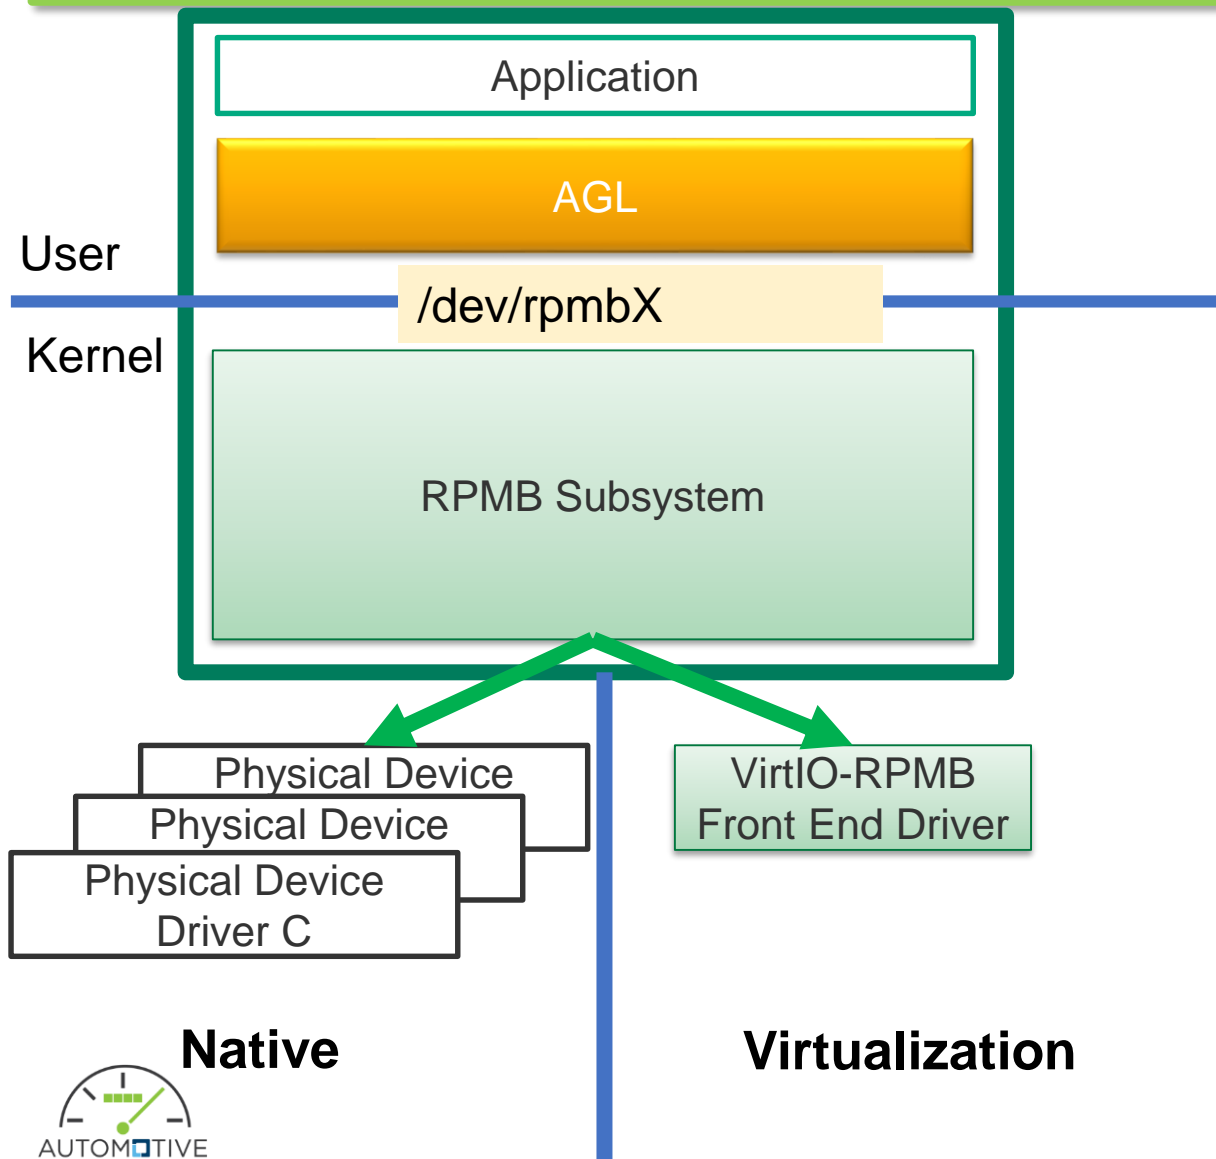 Application
AGL
User
/dev/rpmbX
Kernel
RPMB Subsystem
Physical Device
Physical Device
Physical Device
Driver C
VirtIO-RPMB
Front End Driver
Native
Virtualization
AUTOMOTIVE